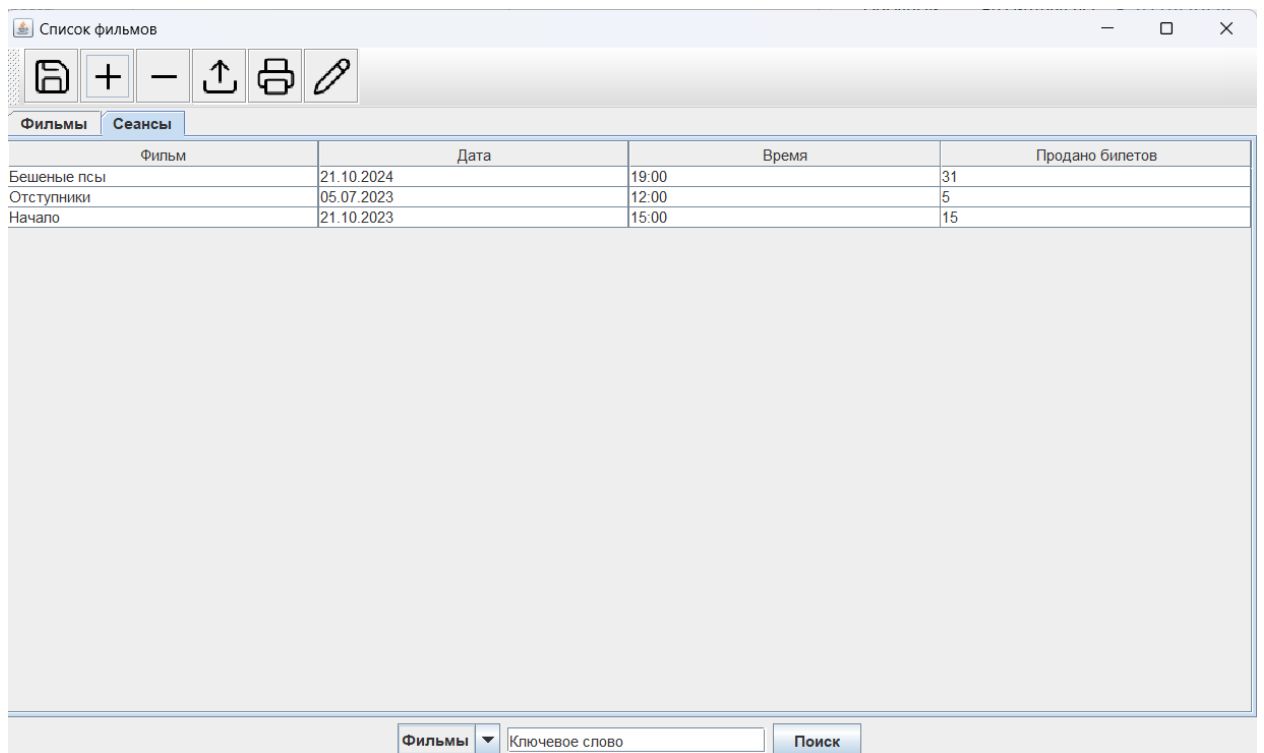 Список фильмов
Фильмы Сеансы
Фильм Дата Время Продано билетов
Бешеные псы 21.10.2024 19:00 31
Отступники 05.07.2023 12:00 5
Начало 21.10.2023 15:00 15
Фильмы Ключевое слово Поиск